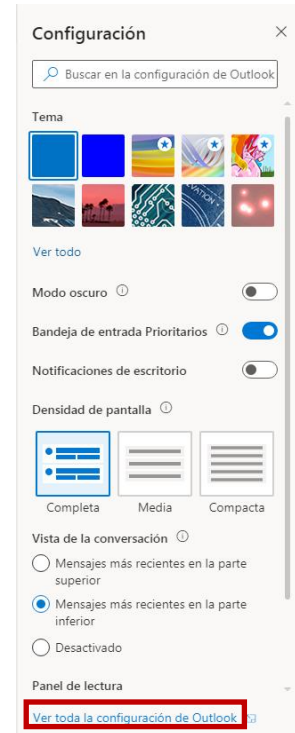 Configuración
Buscar en la configuración de Outlook
Tema
Ver todo
Modo oscuro
Bandeja de entrada Prioritarios
Notificaciones de escritorio
Densidad de pantalla
Completa Media Compacta
Vista de la conversación
Mensajes más recientes en la parte
superior
Mensajes más recientes en la parte
inferior
Desactivado
Panel de lectura
Ver toda la configuración de Outlook